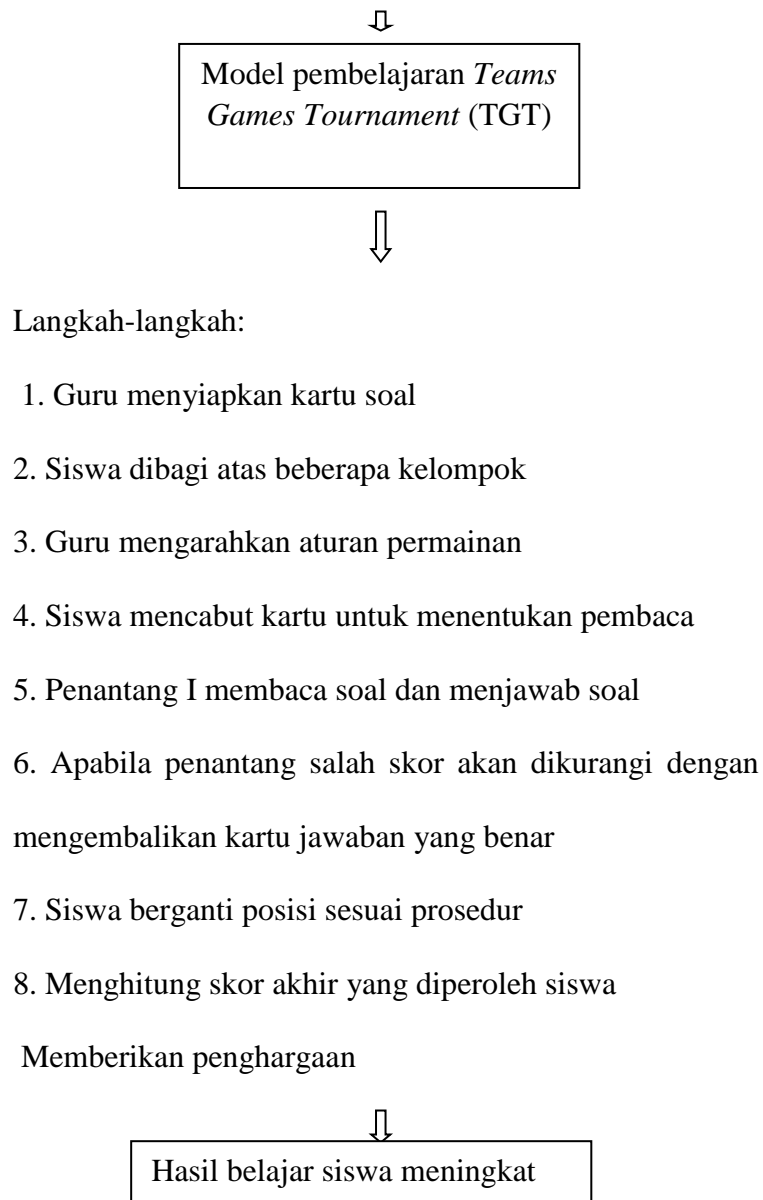 Model pembelajaran Teams
Games Tournament (TGT)
Langkah-langkah:
1. Guru menyiapkan kartu soal
2. Siswa dibagi atas beberapa kelompok
3. Guru mengarahkan aturan permainan
4. Siswa mencabut kartu untuk menentukan pembaca
5. Penantang I membaca soal dan menjawab soal
6. Apabila penantang salah skor akan dikurangi dengan
mengembalikan kartu jawaban yang benar
7. Siswa berganti posisi sesuai prosedur
8. Menghitung skor akhir yang diperoleh siswa
Memberikan penghargaan
Hasil belajar siswa meningkat